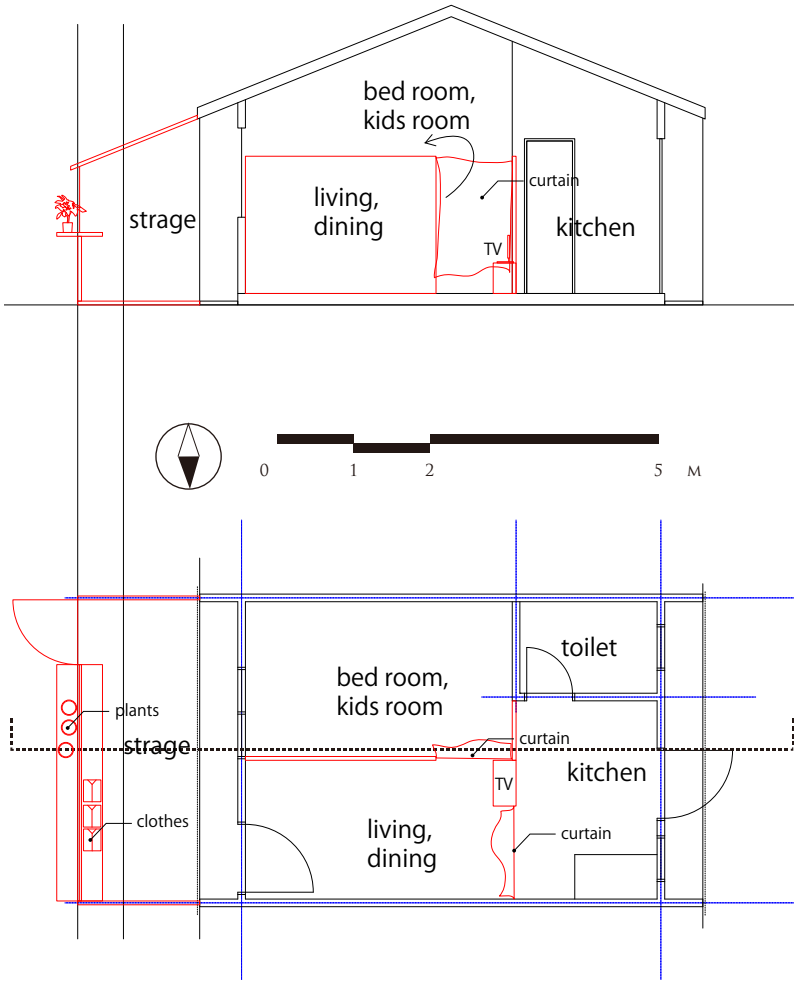 bed room,
kids room
curtain
living,
dining
strage
kitchen
TV
0 1 2 5 M
toilet
bed room,
kids room
plants
strage
curtain
kitchen
TV
clothes
living,
dining
curtain